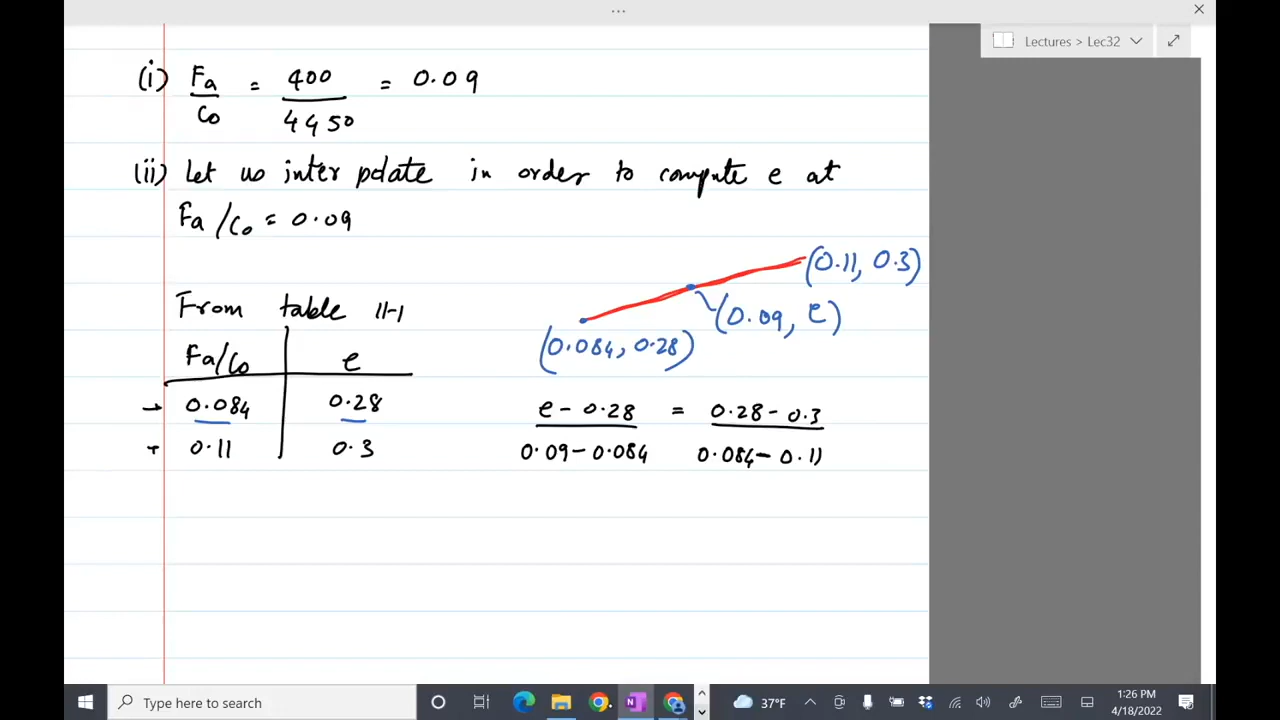 Lectures > Lec32
(i) Fa/Co = 400/4450 = 0.09
(ii) Let us interpolate in order to compute e at
Fa/Co = 0.09
(0.11, 0.3)
(0.09, e)
(0.084, 0.28)
From table 11-1
Fa/Co e
0.084 0.28
0.11 0.3
e - 0.28 = 0.28 - 0.3
0.09 - 0.084 0.084 - 0.11
Type here to search
37°F
1:26 PM
4/18/2022